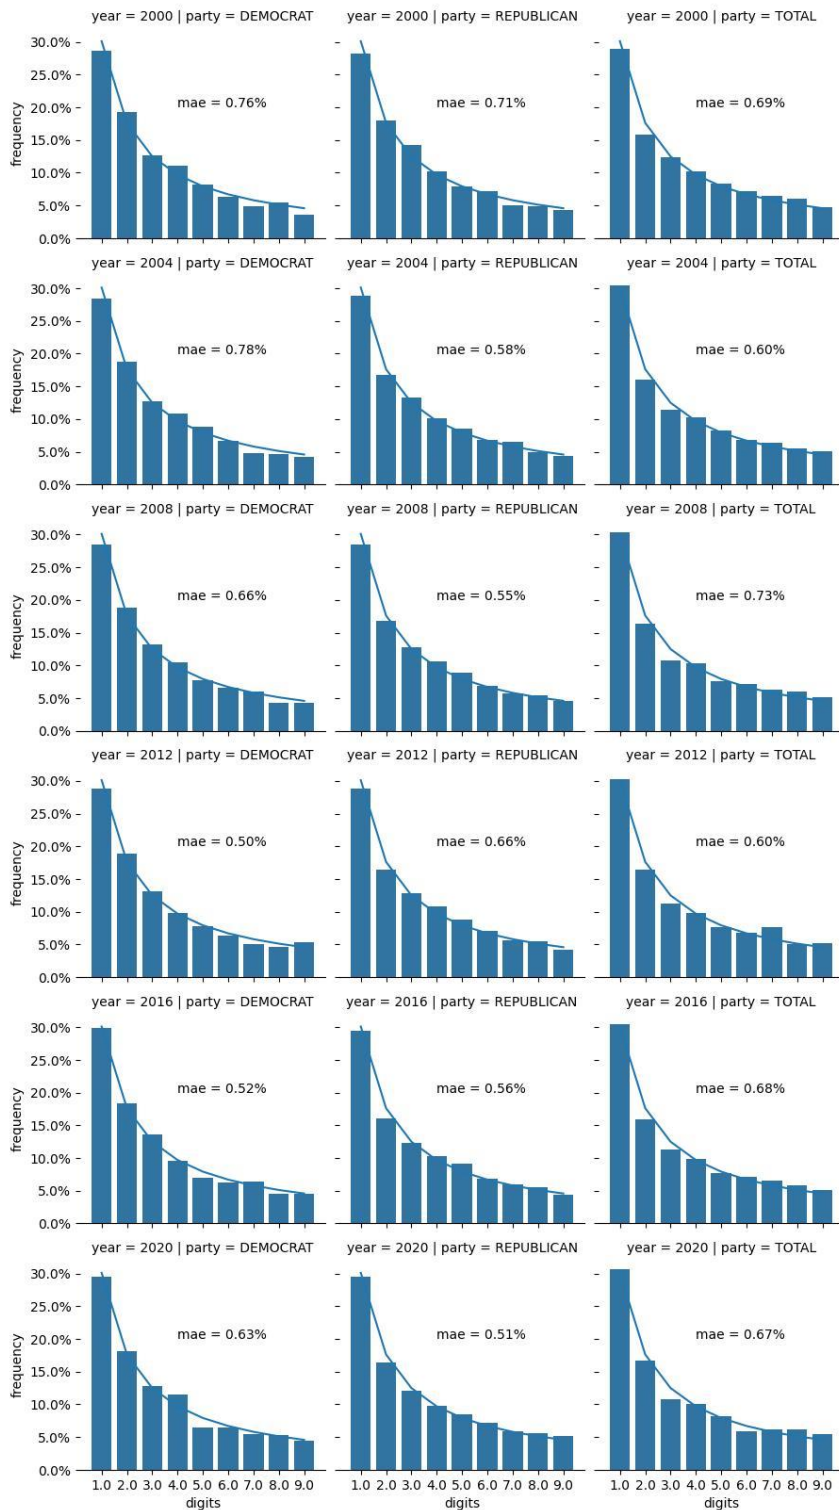 year = 2000 | party = DEMOCRAT
year = 2000 | party = REPUBLICAN
year = 2000 | party = TOTAL
30.0%
25.0%
20.0%
15.0%
10.0%
5.0%
0.0%
frequency
mae = 0.76%
mae = 0.71%
mae = 0.69%
year = 2004 | party = DEMOCRAT
year = 2004 | party = REPUBLICAN
year = 2004 | party = TOTAL
30.0%
25.0%
20.0%
15.0%
10.0%
5.0%
0.0%
frequency
mae = 0.78%
mae = 0.58%
mae = 0.60%
year = 2008 | party = DEMOCRAT
year = 2008 | party = REPUBLICAN
year = 2008 | party = TOTAL
30.0%
25.0%
20.0%
15.0%
10.0%
5.0%
0.0%
frequency
mae = 0.66%
mae = 0.55%
mae = 0.73%
year = 2012 | party = DEMOCRAT
year = 2012 | party = REPUBLICAN
year = 2012 | party = TOTAL
30.0%
25.0%
20.0%
15.0%
10.0%
5.0%
0.0%
frequency
mae = 0.50%
mae = 0.66%
mae = 0.60%
year = 2016 | party = DEMOCRAT
year = 2016 | party = REPUBLICAN
year = 2016 | party = TOTAL
30.0%
25.0%
20.0%
15.0%
10.0%
5.0%
0.0%
frequency
mae = 0.52%
mae = 0.56%
mae = 0.68%
year = 2020 | party = DEMOCRAT
year = 2020 | party = REPUBLICAN
year = 2020 | party = TOTAL
30.0%
25.0%
20.0%
15.0%
10.0%
5.0%
0.0%
frequency
mae = 0.63%
mae = 0.51%
mae = 0.67%
1.0 2.0 3.0 4.0 5.0 6.0 7.0 8.0 9.0
digits
1.0 2.0 3.0 4.0 5.0 6.0 7.0 8.0 9.0
digits
1.0 2.0 3.0 4.0 5.0 6.0 7.0 8.0 9.0
digits